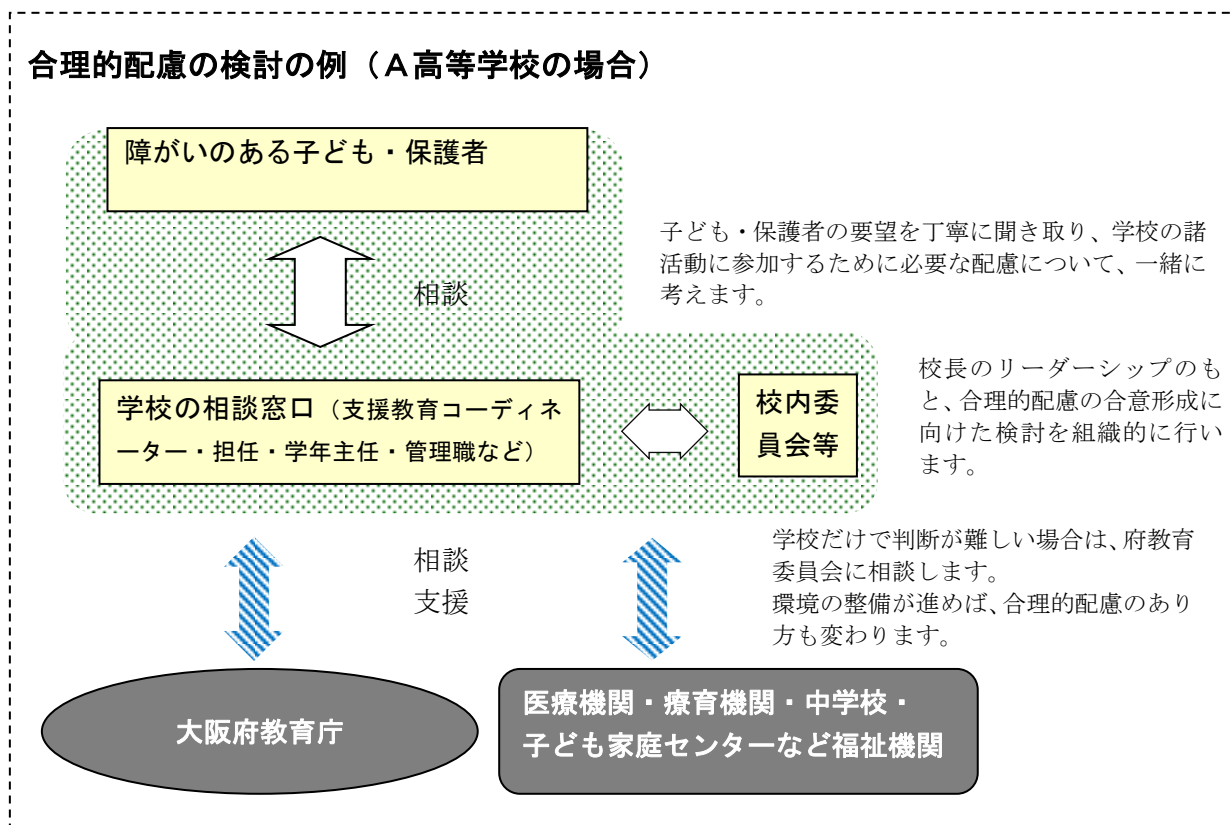 合理的配慮の検討の例（Ａ高等学校の場合）
障がいのある子ども・保護者
子ども・保護者の要望を丁寧に聞き取り、学校の諸
活動に参加するために必要な配慮について、一緒に
考えます。
相談
学校の相談窓口（支援教育コーディネ
ーター・担任・学年主任・管理職など）
校内委
員会等
校長のリーダーシップのも
と、合理的配慮の合意形成に
向けた検討を組織的に行い
ます。
相談
支援
学校だけで判断が難しい場合は、府教育
委員会に相談します。
環境の整備が進めば、合理的配慮のあり
方も変わります。
大阪府教育庁
医療機関・療育機関・中学校・
子ども家庭センターなど福祉機関